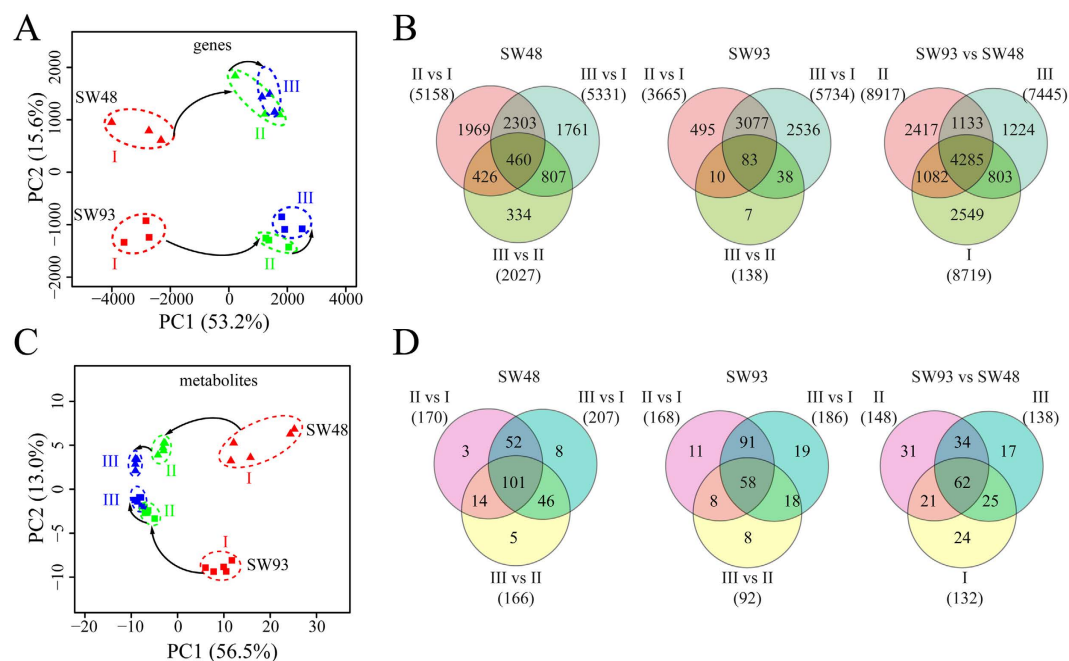 A
genes
PC2 (15.6%)
2000
1000
0
−1000
−2000
SW48
I
II
III
SW93
I
II
III
−4000 −2000 0 2000 4000
PC1 (53.2%)
B
SW48
II vs I
(5158)
III vs I
(5331)
1969 2303 1761
460
426 807
334
III vs II
(2027)
SW93
II vs I
(3665)
III vs I
(5734)
495 3077 2536
83
10 38
7
III vs II
(138)
SW93 vs SW48
II
(8917)
III
(7445)
2417 1133 1224
4285
1082 803
2549
I
(8719)
C
metabolites
PC2 (13.0%)
10
5
0
−5
−10
SW48
I
II
III
III
II
I
SW93
−20 −10 0 10 20 30
PC1 (56.5%)
D
SW48
II vs I
(170)
III vs I
(207)
3 52 8
101
14 46
5
III vs II
(166)
SW93
II vs I
(168)
III vs I
(186)
11 91 19
58
8 18
8
III vs II
(92)
SW93 vs SW48
II
(148)
III
(138)
31 34 17
62
21 25
24
I
(132)